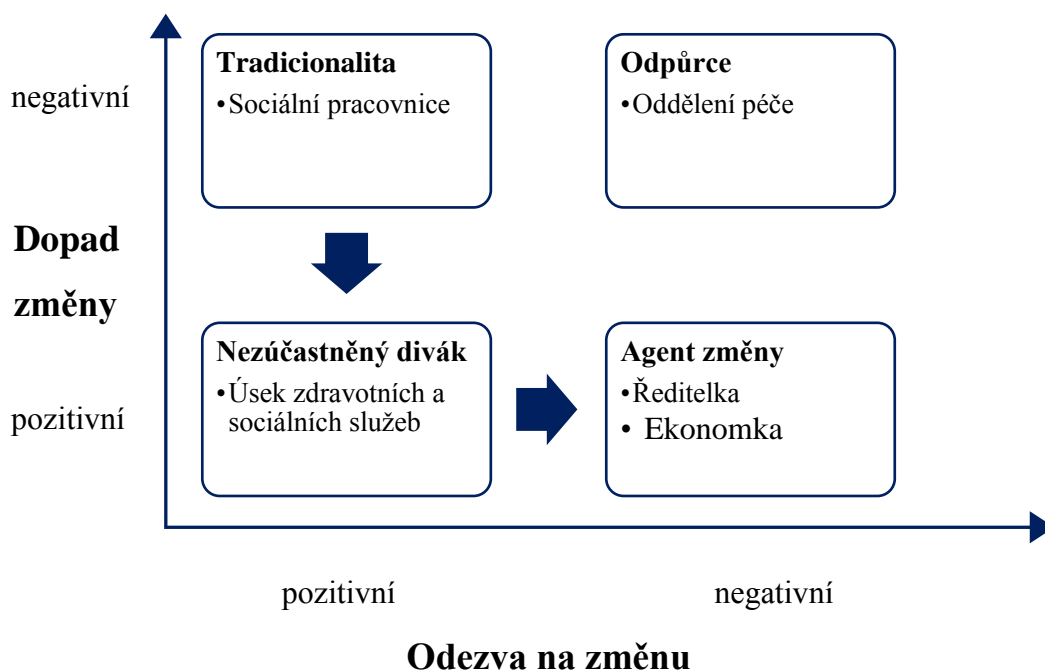 negativní
Dopad
změny
pozitivní
Tradicionalita
•Sociální pracovnice
Odpůrce
•Oddělení péče
Nezúčastněný divák
•Úsek zdravotních a
sociálních služeb
Agent změny
•Ředitelka
• Ekonomka
pozitivní
negativní
Odezva na změnu